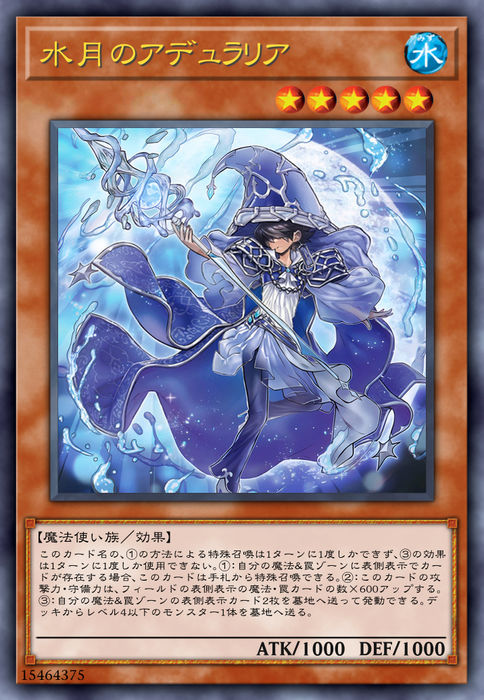 水月のアデュラリア
みず
水
【魔法使い族／効果】
このカード名の、①の方法による特殊召喚は1ターンに1度しかできず、③の効果
は1ターンに1度しか使用できない。①:自分の魔法&罠ゾーンに表側表示でカー
ドが存在する場合、このカードは手札から特殊召喚できる。②:このカードの攻
撃力・守備力は、フィールドの表側表示の魔法・罠カードの数×600アップする。
③:自分の魔法&罠ゾーンの表側表示カード2枚を墓地へ送って発動できる。デ
ッキからレベル4以下のモンスター1体を墓地へ送る。
ATK/1000 DEF/1000
15464375